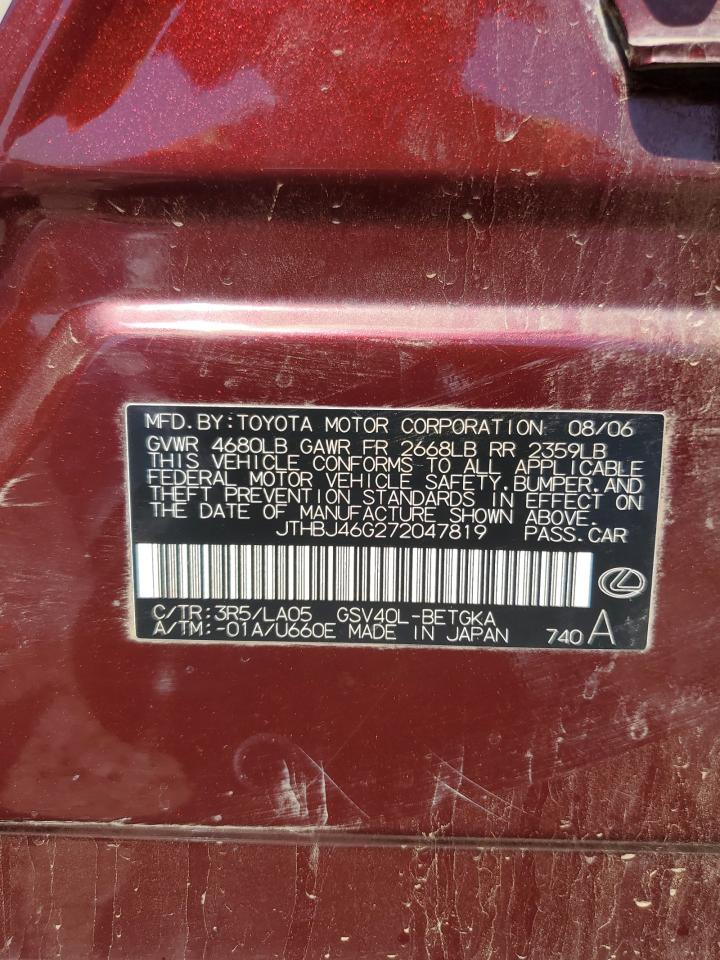 MFD.BY:TOYOTA MOTOR CORPORATION 08/06
GVWR 4680LB GAWR FR 2668LB RR 2359LB
THIS VEHICLE CONFORMS TO ALL APPLICABLE
FEDERAL MOTOR VEHICLE SAFETY,BUMPER,AND
THEFT PREVENTION STANDARDS IN EFFECT ON
THE DATE OF MANUFACTURE SHOWN ABOVE.
JTHBJ46G272047819 PASS.CAR
C/TR:3R5/LA05 GSV40L-BETGKA
A/TM:-01A/U660E MADE IN JAPAN 740 A